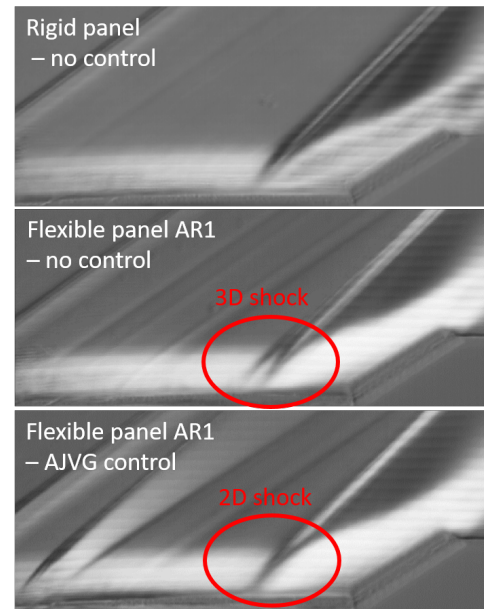 Rigid panel
– no control
Flexible panel AR1
– no control
3D shock
Flexible panel AR1
– AJVG control
2D shock